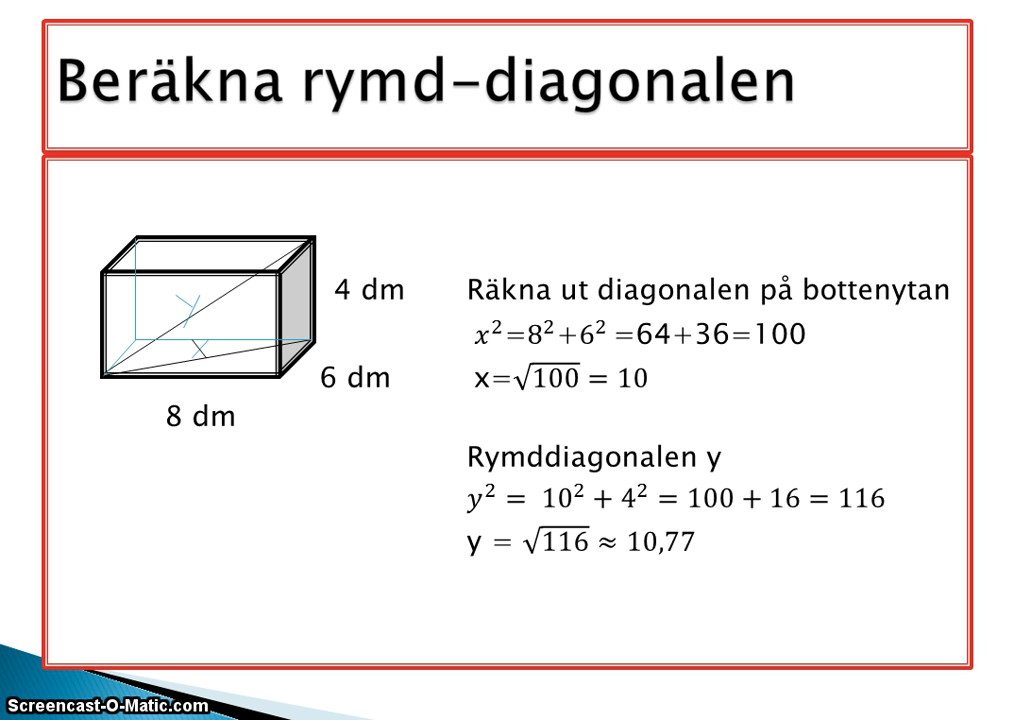 Beräkna rymd-diagonalen
4 dm
6 dm
8 dm
y
x
Räkna ut diagonalen på bottenytan
x²=8²+6² =64+36=100
x=√100 = 10
Rymddiagonalen y
y² = 10² + 4² = 100 + 16 = 116
y = √116 ≈ 10,77
Screencast-O-Matic.com